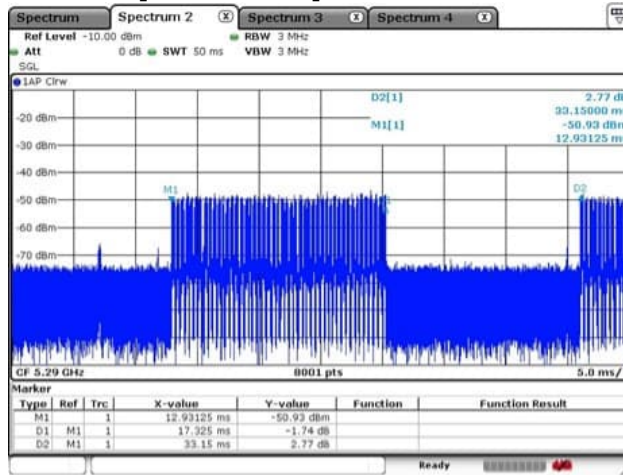 Spectrum Spectrum 2 X Spectrum 3 X Spectrum 4 X
Ref Level -10.00 dBm RBW 3 MHz
Att 0 dB SWT 50 ms VBW 3 MHz
SGL
1AP Clrw
D2[1] 2.77 dB
33.15000 ms
M1[1] -50.93 dBm
12.93125 ms
-20 dBm
-30 dBm
-40 dBm
M1
D2
-50 dBm
-60 dBm
-70 dBm
CF 5.29 GHz 8001 pts 5.0 ms/
Marker
Type Ref Trc X-value Y-value Function Function Result
M1 1 12.93125 ms -50.93 dBm
D1 M1 1 17.325 ms -1.74 dB
D2 M1 1 33.15 ms 2.77 dB
Ready